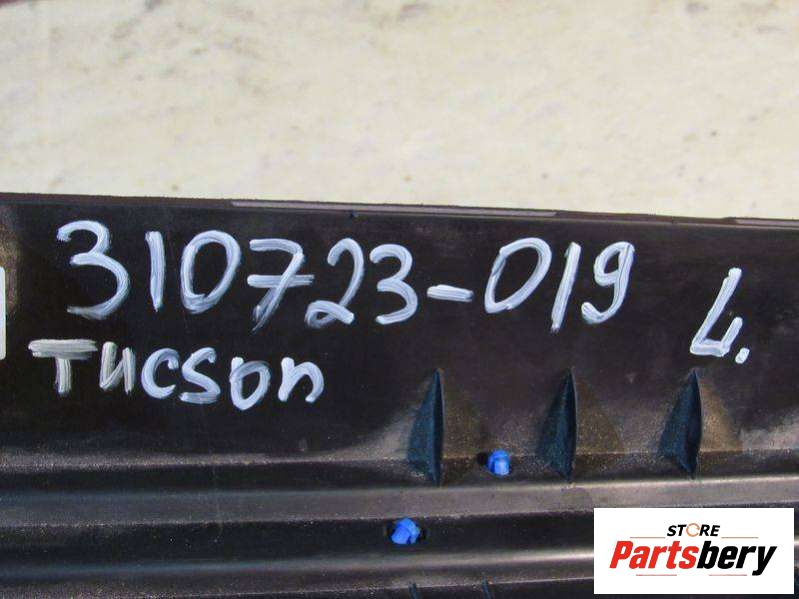 310723-019 L.
Tucson
STORE
Partsbery